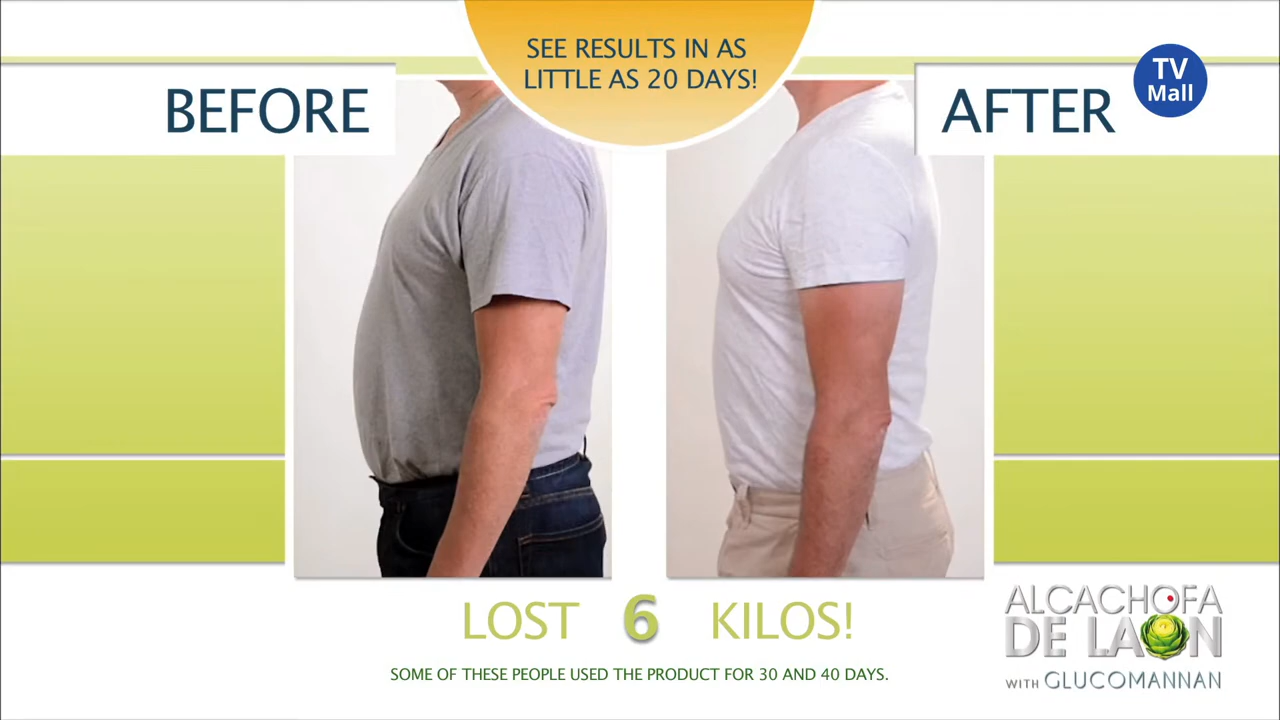 SEE RESULTS IN AS
LITTLE AS 20 DAYS!
BEFORE
AFTER
TV
Mall
LOST 6 KILOS!
SOME OF THESE PEOPLE USED THE PRODUCT FOR 30 AND 40 DAYS.
ALCACHOFA
DE LAON
WITH GLUCOMANNAN